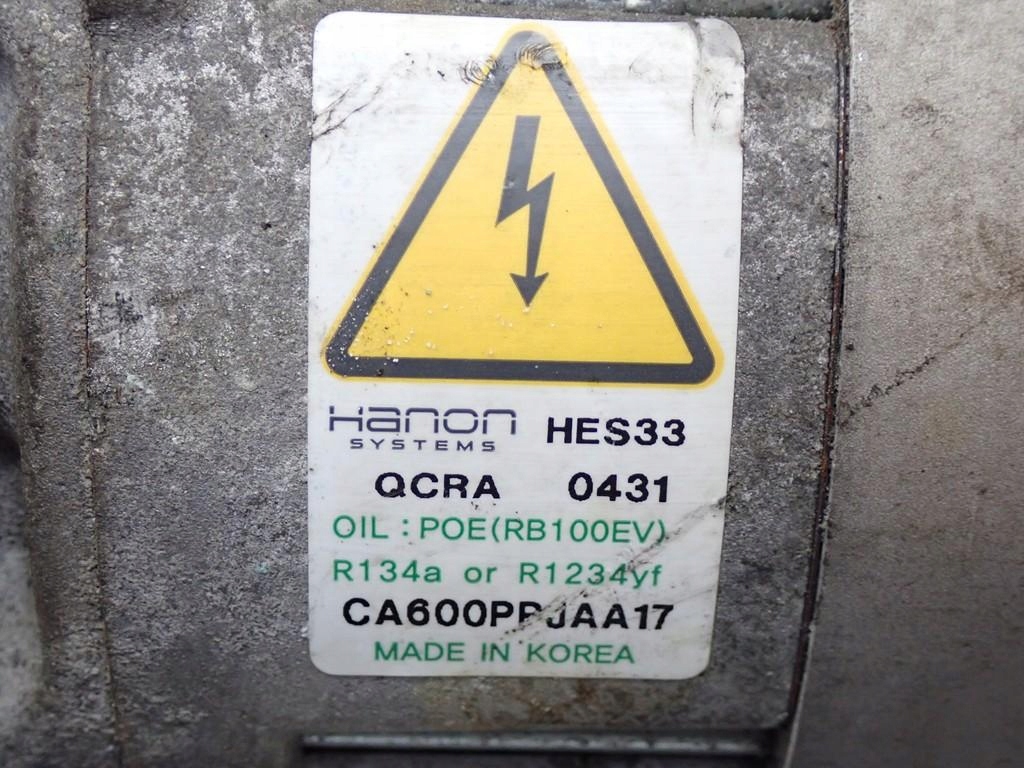 Hanon SYSTEMS HES33
QCRA 0431
OIL : POE(RB100EV)
R134a or R1234yf
CA600PPJAA17
MADE IN KOREA